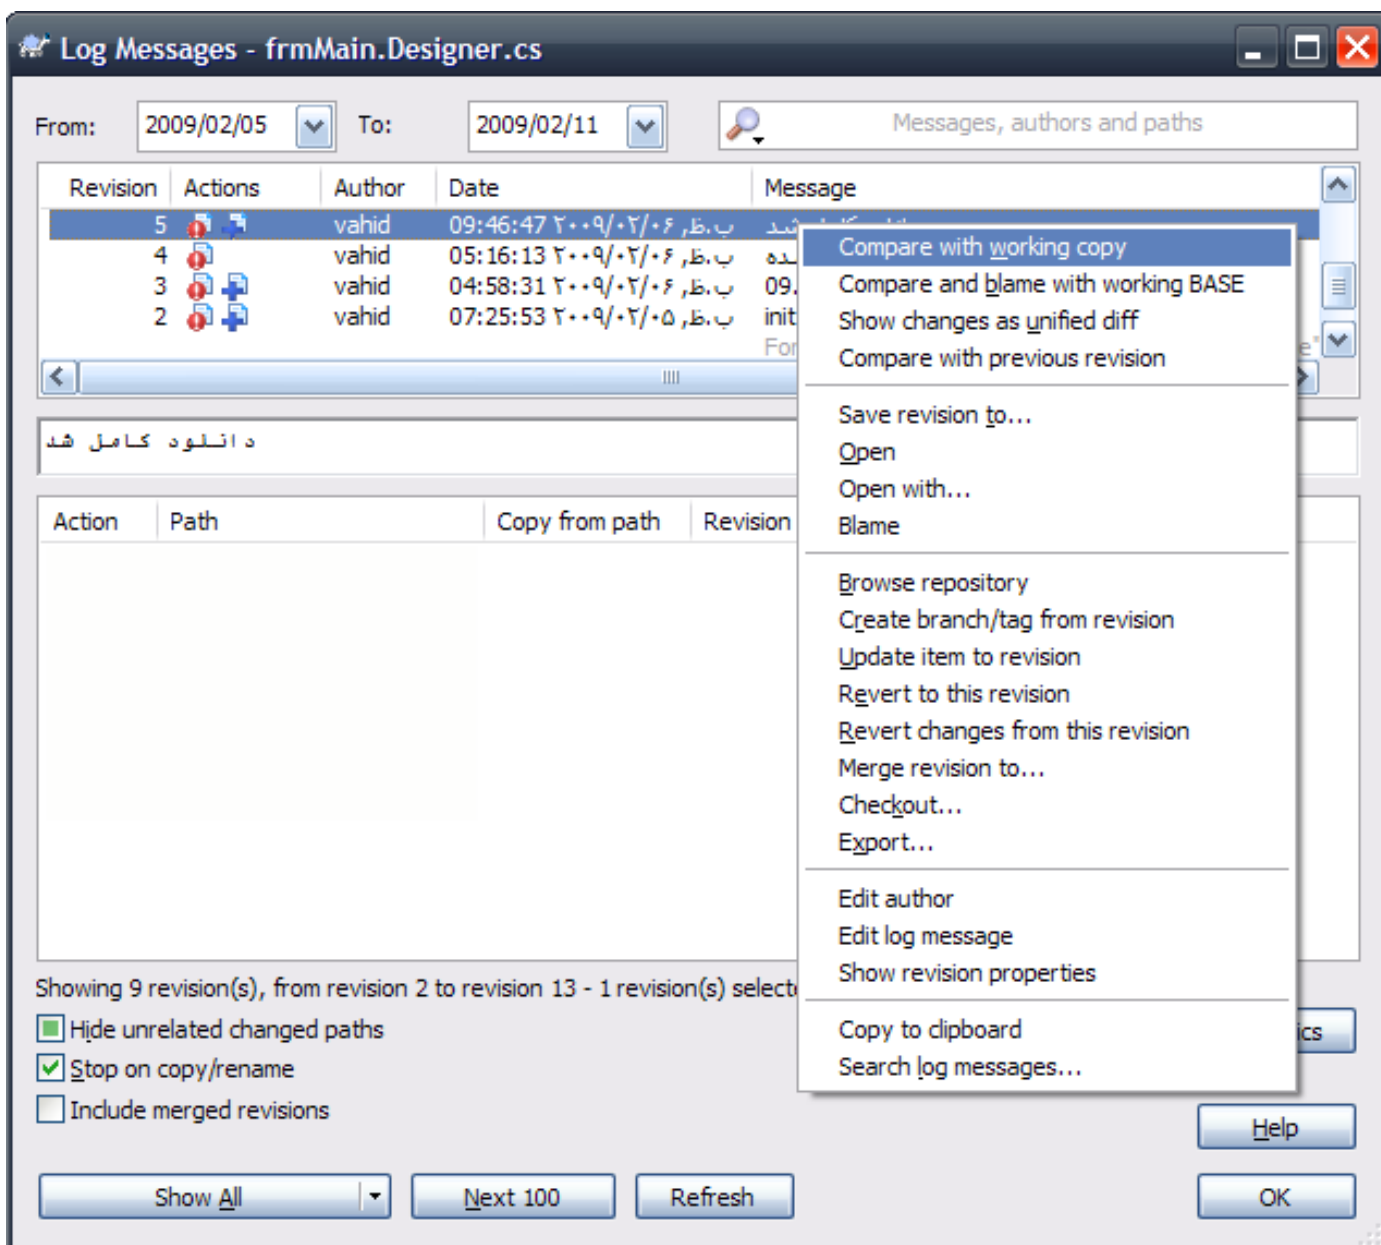 Log Messages - frmMain.Designer.cs
From: 2009/02/05 To: 2009/02/11 Messages, authors and paths
Revision Actions Author Date Message
5 vahid 09:46:47 ۲۰۰۹/۰۲/۰۶ ,ب.ظ شد
4 vahid 05:16:13 ۲۰۰۹/۰۲/۰۶ ,ب.ظ
3 vahid 04:58:31 ۲۰۰۹/۰۲/۰۶ ,ب.ظ 09.
2 vahid 07:25:53 ۲۰۰۹/۰۲/۰۵ ,ب.ظ init
For
دانلود کامل شد
Action Path Copy from path Revision
Compare with working copy
Compare and blame with working BASE
Show changes as unified diff
Compare with previous revision
Save revision to...
Open
Open with...
Blame
Browse repository
Create branch/tag from revision
Update item to revision
Revert to this revision
Revert changes from this revision
Merge revision to...
Checkout...
Export...
Edit author
Edit log message
Show revision properties
Copy to clipboard
Search log messages...
Showing 9 revision(s), from revision 2 to revision 13 - 1 revision(s)
Hide unrelated changed paths
Stop on copy/rename
Include merged revisions
Help
Show All Next 100 Refresh OK